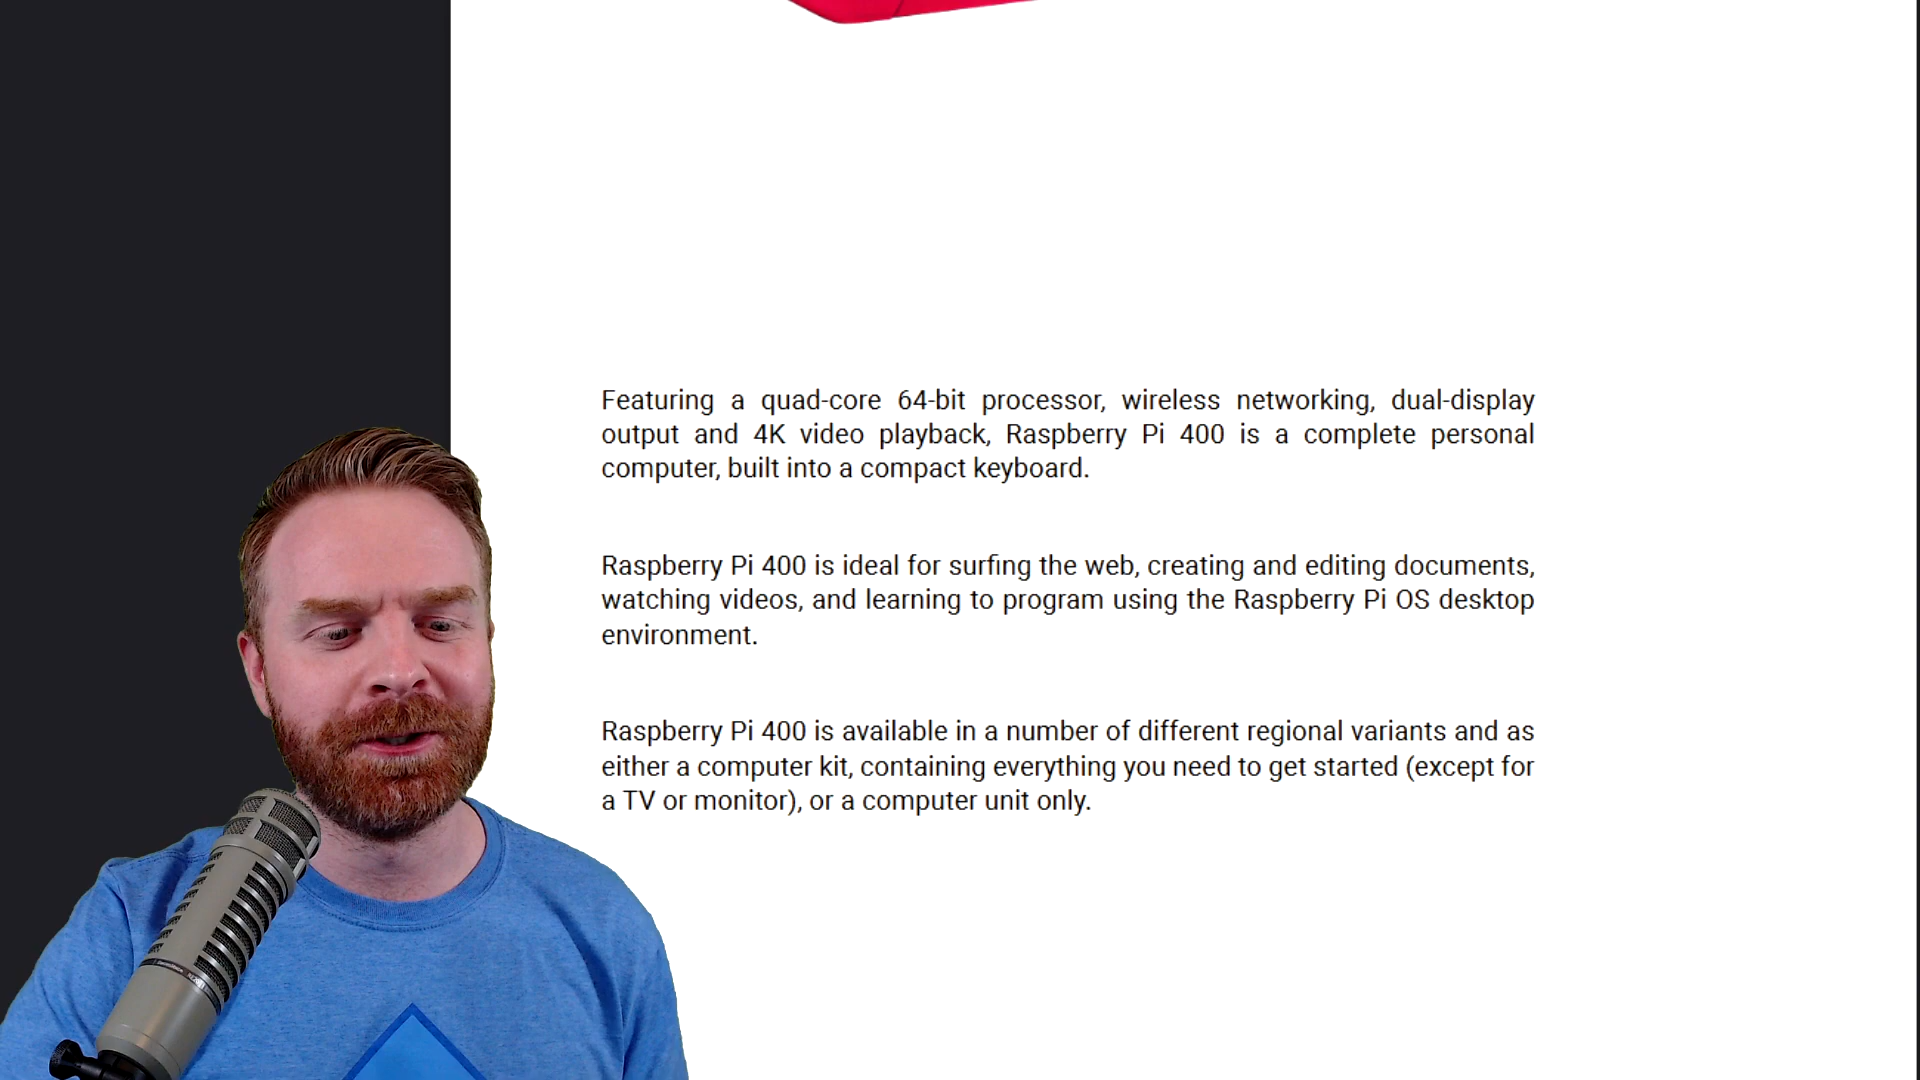 Featuring a quad-core 64-bit processor, wireless networking, dual-display
output and 4K video playback, Raspberry Pi 400 is a complete personal
computer, built into a compact keyboard.
Raspberry Pi 400 is ideal for surfing the web, creating and editing documents,
watching videos, and learning to program using the Raspberry Pi OS desktop
environment.
Raspberry Pi 400 is available in a number of different regional variants and as
either a computer kit, containing everything you need to get started (except for
a TV or monitor), or a computer unit only.